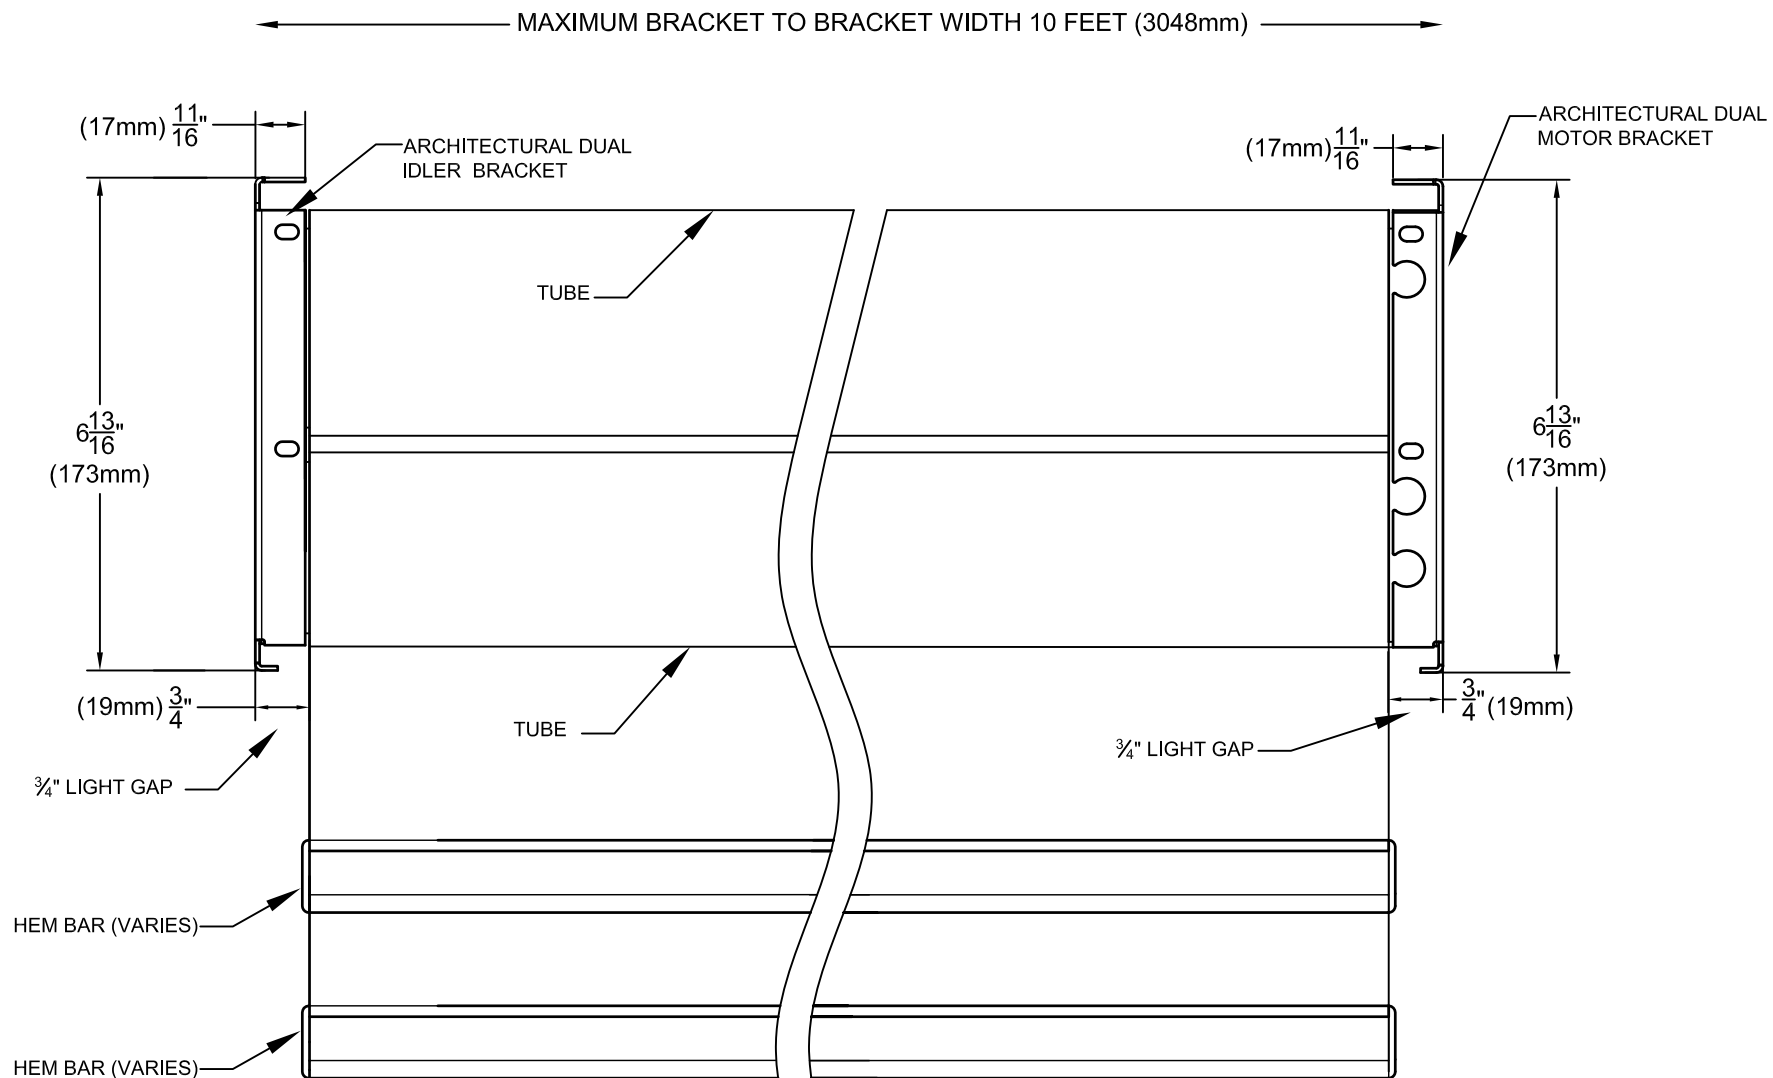 MAXIMUM BRACKET TO BRACKET WIDTH 10 FEET (3048mm)
(17mm) 11/16"
ARCHITECTURAL DUAL
IDLER BRACKET
(17mm) 11/16"
ARCHITECTURAL DUAL
MOTOR BRACKET
TUBE
6 13/16"
(173mm)
6 13/16"
(173mm)
(19mm) 3/4"
TUBE
3/4" (19mm)
¾" LIGHT GAP
¾" LIGHT GAP
HEM BAR (VARIES)
HEM BAR (VARIES)